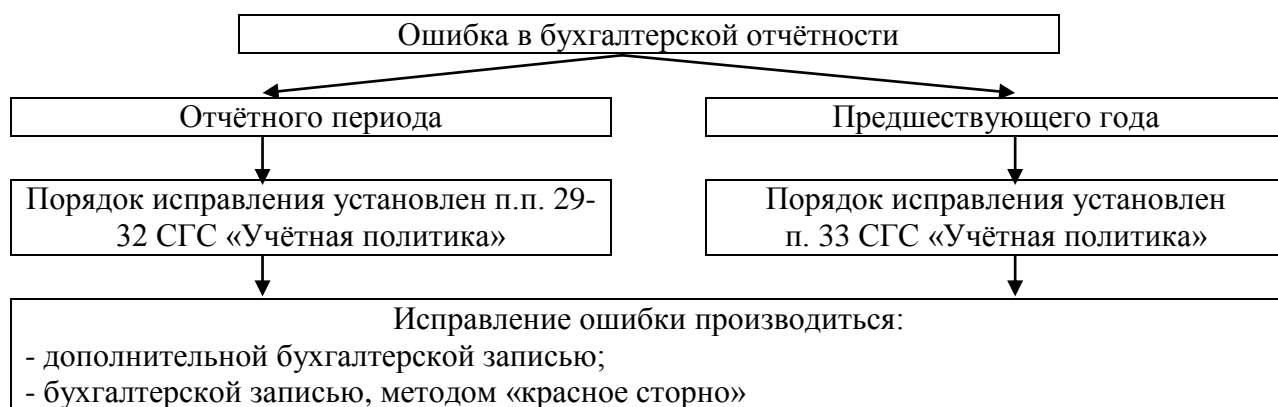 Ошибка в бухгалтерской отчётности
Отчётного периода
Предшествующего года
Порядок исправления установлен п.п. 29-
32 СГС «Учётная политика»
Порядок исправления установлен
п. 33 СГС «Учётная политика»
Исправление ошибки производиться:
- дополнительной бухгалтерской записью;
- бухгалтерской записью, методом «красное сторно»